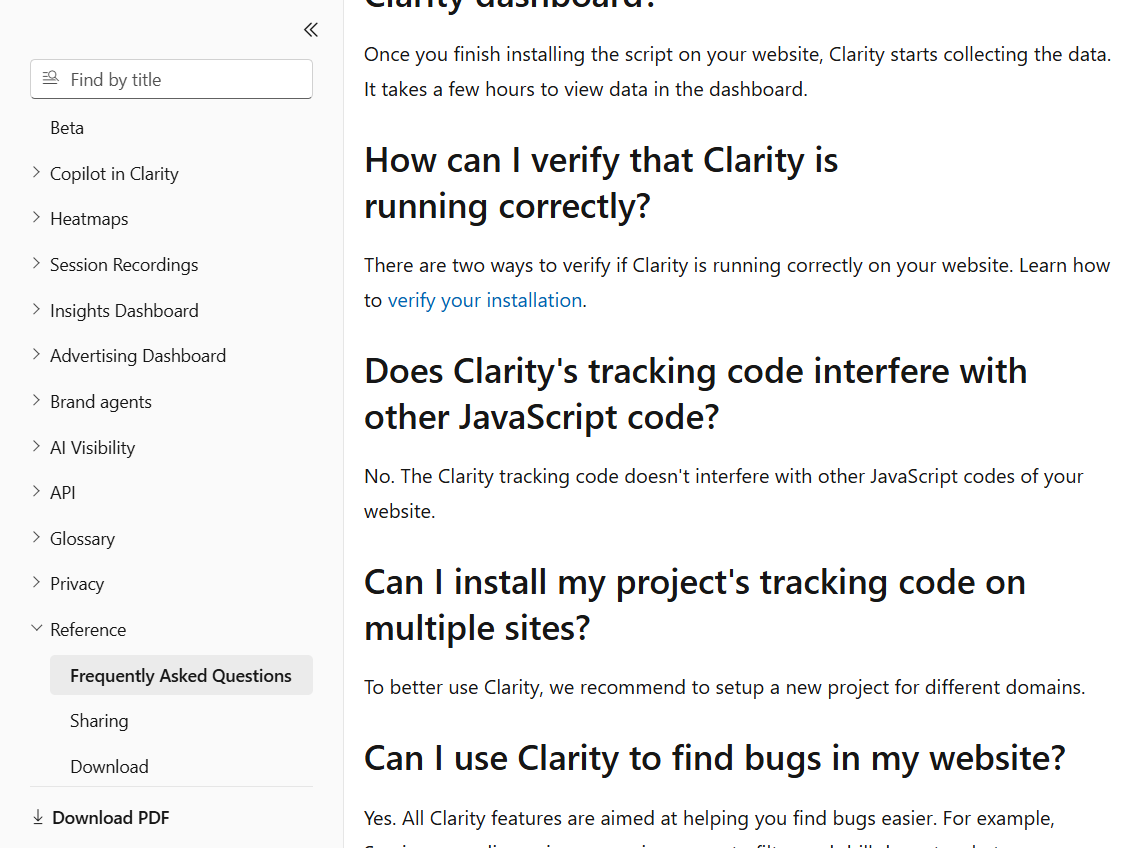 Find by title
Beta
Copilot in Clarity
Heatmaps
Session Recordings
Insights Dashboard
Advertising Dashboard
Brand agents
AI Visibility
API
Glossary
Privacy
Reference
Frequently Asked Questions
Sharing
Download
Download PDF
Clarity dashboard?
Once you finish installing the script on your website, Clarity starts collecting the data.
It takes a few hours to view data in the dashboard.
How can I verify that Clarity is
running correctly?
There are two ways to verify if Clarity is running correctly on your website. Learn how
to verify your installation.
Does Clarity's tracking code interfere with
other JavaScript code?
No. The Clarity tracking code doesn't interfere with other JavaScript codes of your
website.
Can I install my project's tracking code on
multiple sites?
To better use Clarity, we recommend to setup a new project for different domains.
Can I use Clarity to find bugs in my website?
Yes. All Clarity features are aimed at helping you find bugs easier. For example,